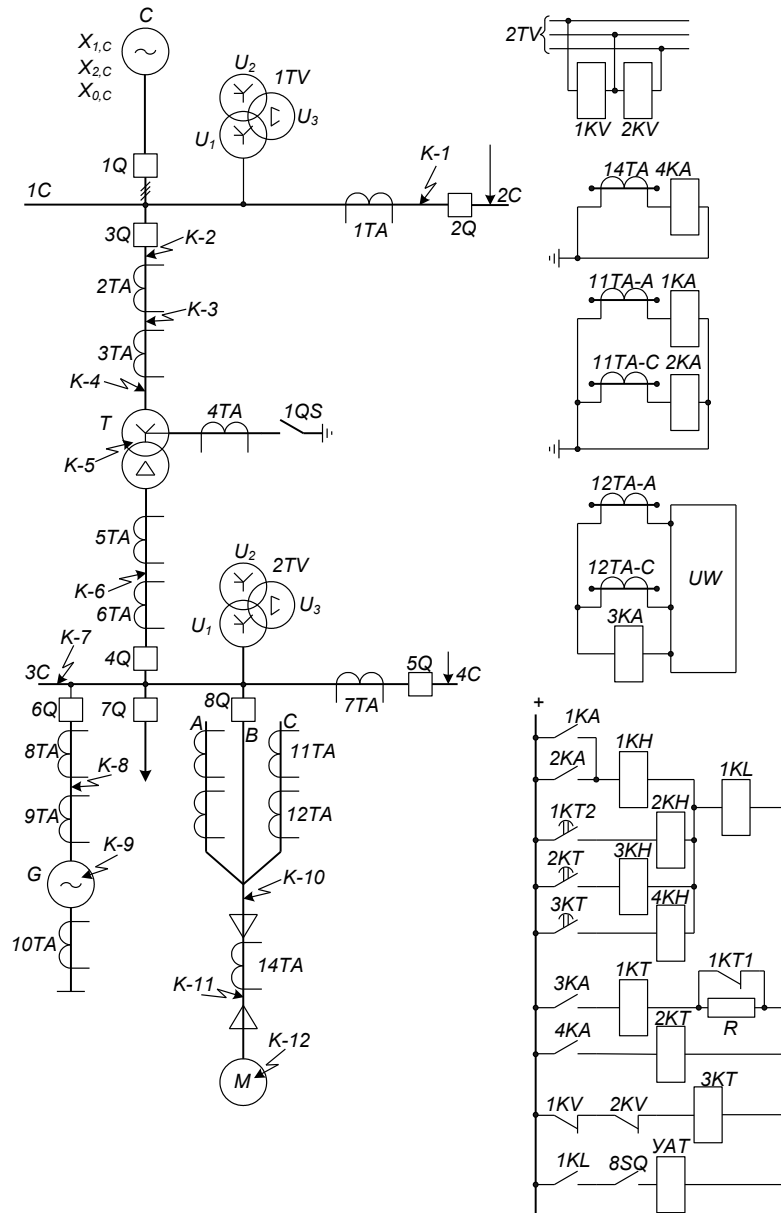 C
X1,C
X2,C
X0,C
U2
1TV
U3
U1
1Q
1C
K-1
2C
3Q
K-2
1TA
2Q
2TA
K-3
3TA
K-4
T
4TA
1QS
K-5
5TA
K-6
6TA
U2
2TV
U3
U1
K-7
4Q
5Q
3C
4C
7TA
6Q
7Q
8Q
A
B
C
8TA
K-8
9TA
11TA
12TA
G
K-9
K-10
10TA
14TA
K-11
M
K-12
2TV
1KV
2KV
14TA
4KA
11TA-A
1KA
11TA-C
2KA
12TA-A
12TA-C
UW
3KA
+
1KA
2KA
1KH
1KL
1KT2
2KH
2KT
3KH
3KT
4KH
3KA
1KT
1KT1
R
4KA
2KT
1KV
2KV
3KT
1KL
8SQ
УАТ